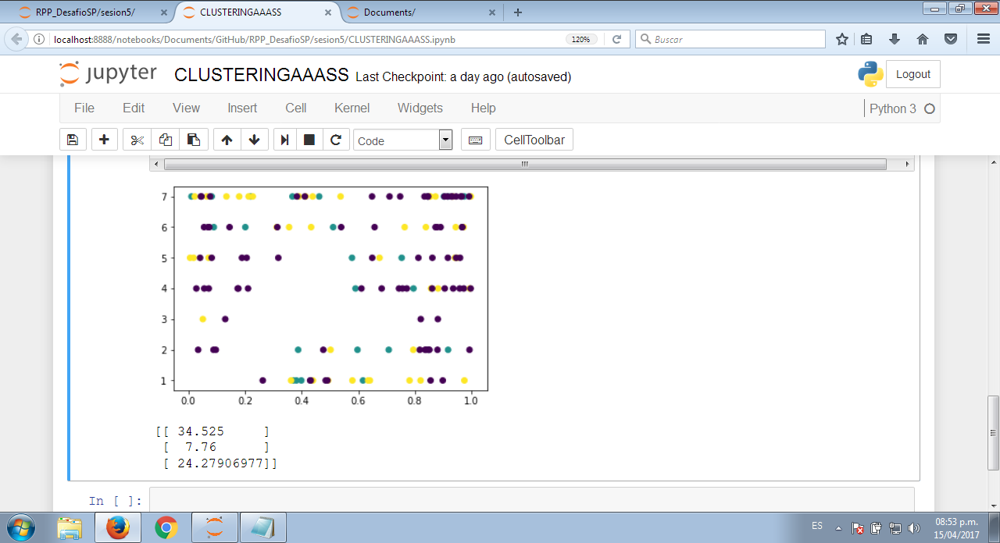 RPP_DesafioSP/sesion5/
CLUSTERINGAAASS
Documents/
localhost:8888/notebooks/Documents/GitHub/RPP_DesafioSP/sesion5/CLUSTERINGAAASS.ipynb
120%
Buscar
jupyter
CLUSTERINGAAASS
Last Checkpoint: a day ago (autosaved)
Logout
File
Edit
View
Insert
Cell
Kernel
Widgets
Help
Python 3
Code
CellToolbar
7
6
5
4
3
2
1
0.0 0.2 0.4 0.6 0.8 1.0
[[ 34.525     ]
[  7.76      ]
[ 24.27906977]]
In [ ]:
ES
08:53 p.m.
15/04/2017